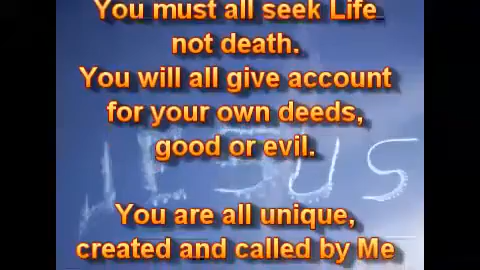 You must all seek Life
not death.
You will all give account
for your own deeds,
good or evil.
JESUS
You are all unique,
created and called by Me